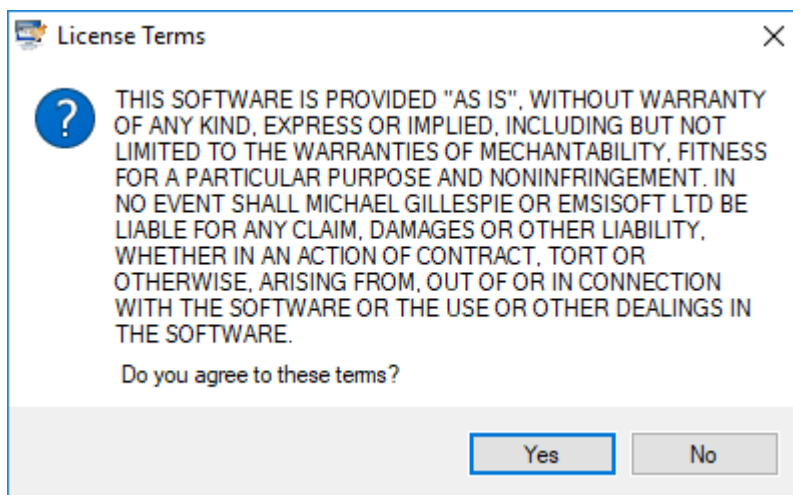 License Terms
THIS SOFTWARE IS PROVIDED "AS IS", WITHOUT WARRANTY
OF ANY KIND, EXPRESS OR IMPLIED, INCLUDING BUT NOT
LIMITED TO THE WARRANTIES OF MECHANTABILITY, FITNESS
FOR A PARTICULAR PURPOSE AND NONINFRINGEMENT. IN
NO EVENT SHALL MICHAEL GILLESPIE OR EMSISOFT LTD BE
LIABLE FOR ANY CLAIM, DAMAGES OR OTHER LIABILITY,
WHETHER IN AN ACTION OF CONTRACT, TORT OR
OTHERWISE, ARISING FROM, OUT OF OR IN CONNECTION
WITH THE SOFTWARE OR THE USE OR OTHER DEALINGS IN
THE SOFTWARE.
Do you agree to these terms?
Yes No